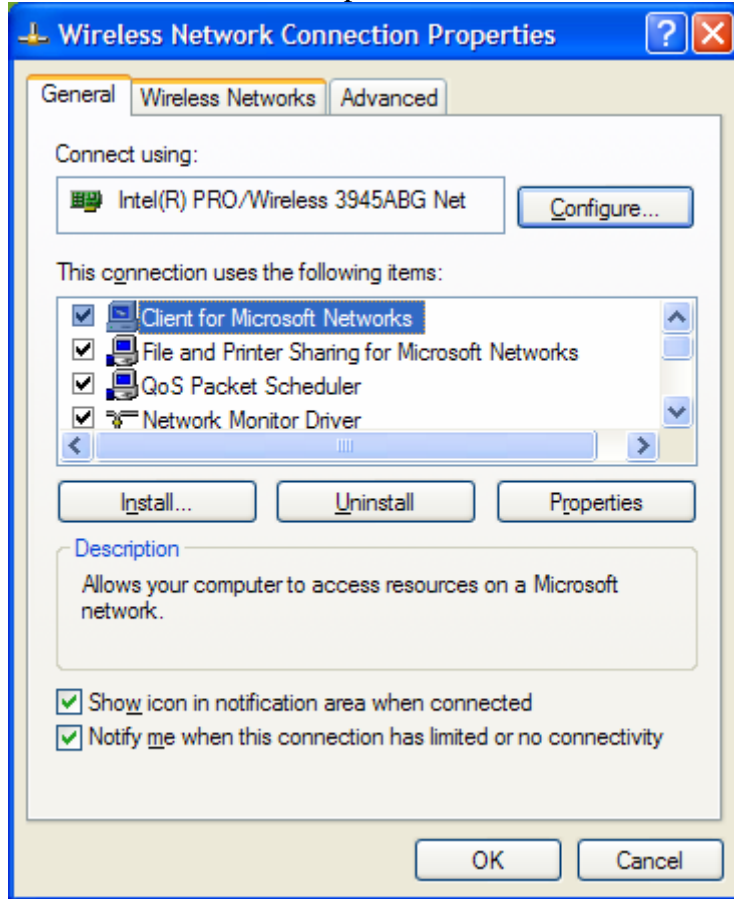 Wireless Network Connection Properties
General Wireless Networks Advanced
Connect using:
Intel(R) PRO/Wireless 3945ABG Net Configure...
This connection uses the following items:
Client for Microsoft Networks
File and Printer Sharing for Microsoft Networks
QoS Packet Scheduler
Network Monitor Driver
Install... Uninstall Properties
Description
Allows your computer to access resources on a Microsoft
network.
Show icon in notification area when connected
Notify me when this connection has limited or no connectivity
OK Cancel